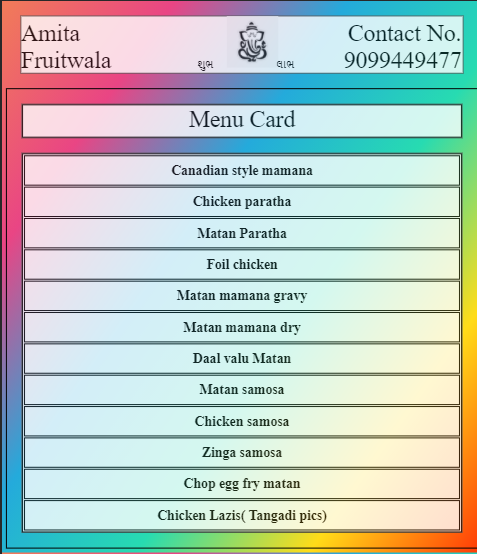 Amita
Fruitwala
શુભ
લાભ
Contact No.
9099449477
Menu Card
Canadian style mamana
Chicken paratha
Matan Paratha
Foil chicken
Matan mamana gravy
Matan mamana dry
Daal valu Matan
Matan samosa
Chicken samosa
Zinga samosa
Chop egg fry matan
Chicken Lazis( Tangadi pics)